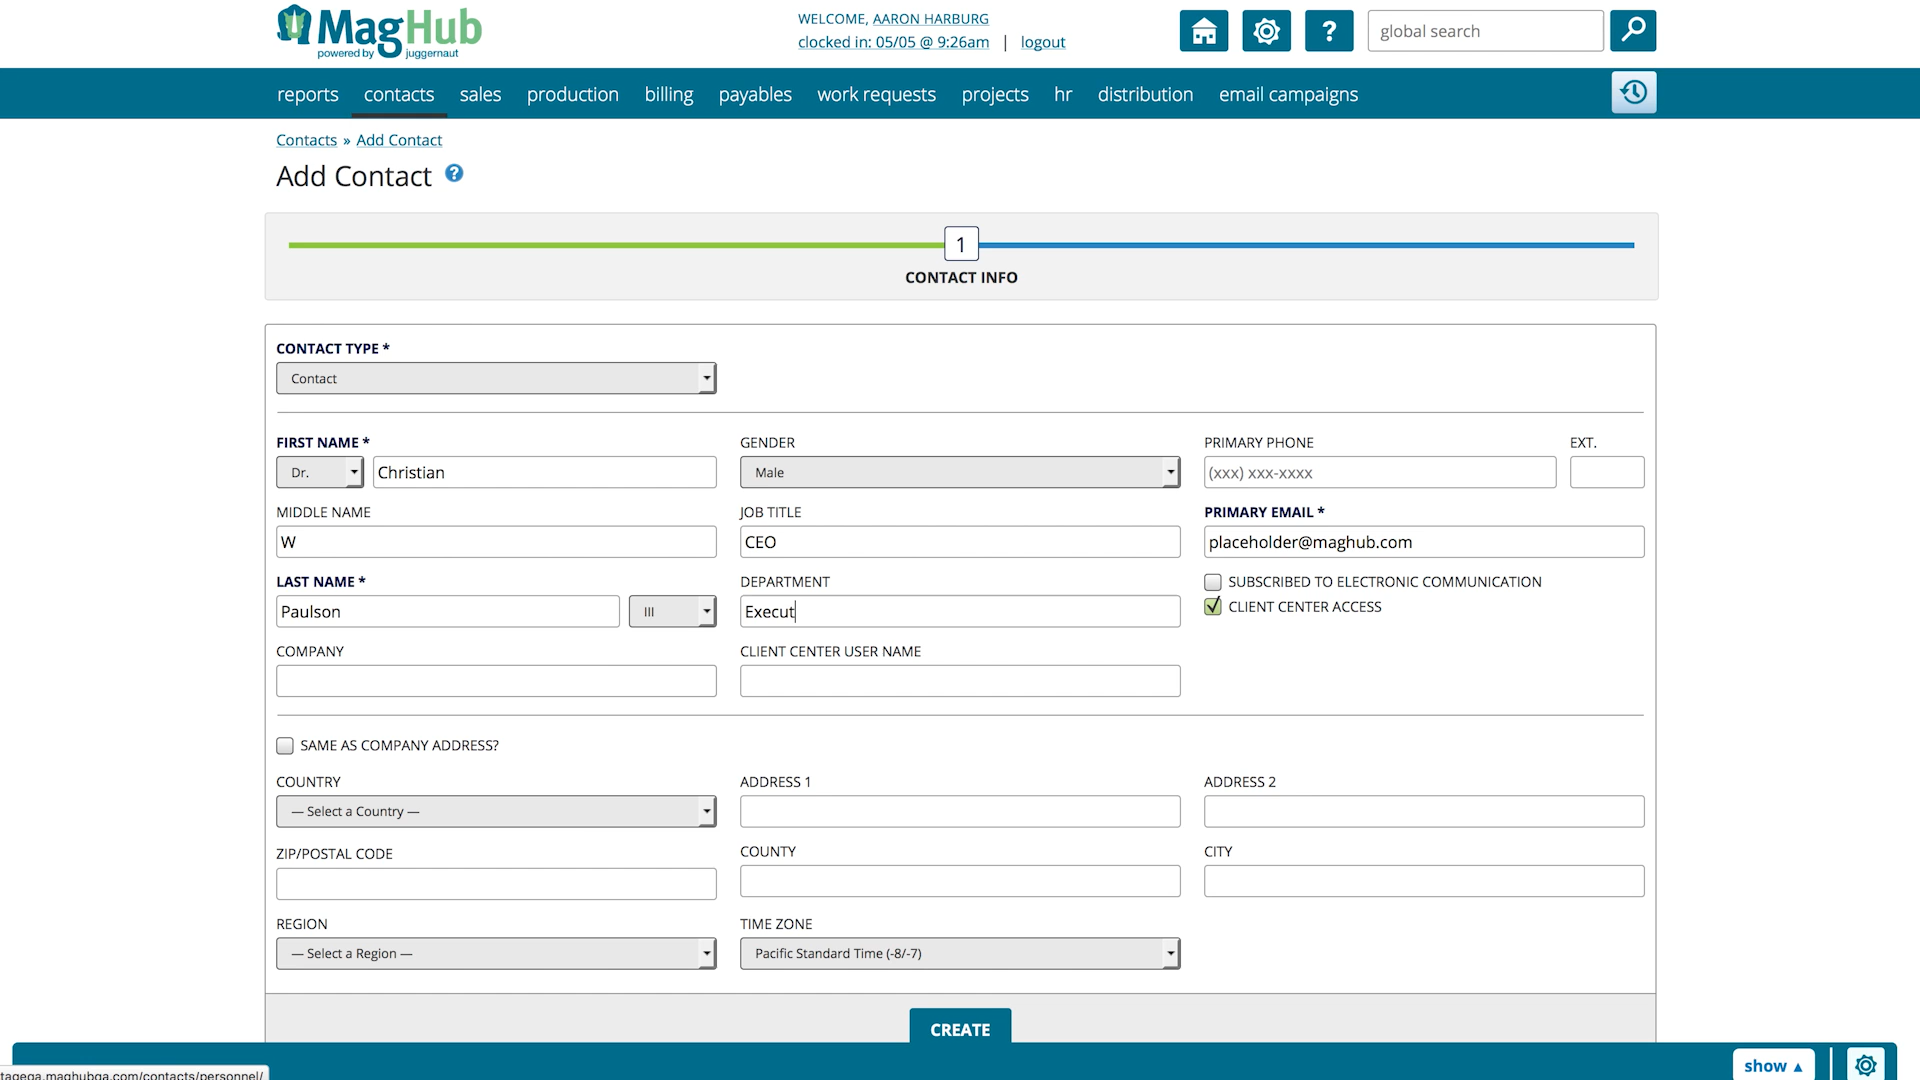 MagHub
powered by juggernaut
WELCOME, AARON HARBURG
clocked in: 05/05 @ 9:26am | logout
?
global search
reports contacts sales production billing payables work requests projects hr distribution email campaigns
Contacts » Add Contact
Add Contact ?
1
CONTACT INFO
CONTACT TYPE *
Contact
FIRST NAME * GENDER PRIMARY PHONE EXT.
Dr. Christian Male (xxx) xxx-xxxx
MIDDLE NAME JOB TITLE PRIMARY EMAIL *
W CEO placeholder@maghub.com
LAST NAME * DEPARTMENT SUBSCRIBED TO ELECTRONIC COMMUNICATION
Paulson III Execut CLIENT CENTER ACCESS
COMPANY CLIENT CENTER USER NAME
SAME AS COMPANY ADDRESS?
COUNTRY ADDRESS 1 ADDRESS 2
— Select a Country —
ZIP/POSTAL CODE COUNTY CITY
REGION TIME ZONE
— Select a Region — Pacific Standard Time (-8/-7)
CREATE
show ▲
tagega.maghubga.com/contacts/personnel/